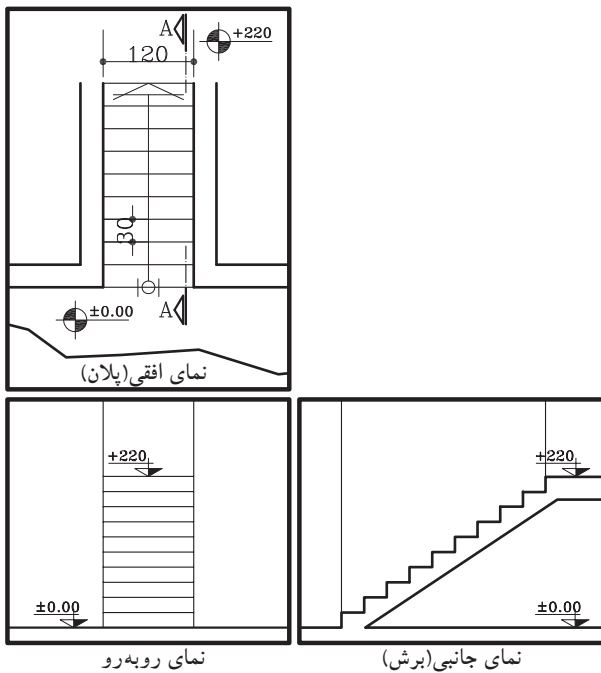 A
+220
120
30
A
±0.00
نمای افقی(پلان)
+220
±0.00
نمای روبه‌رو
+220
±0.00
نمای جانبی(برش)